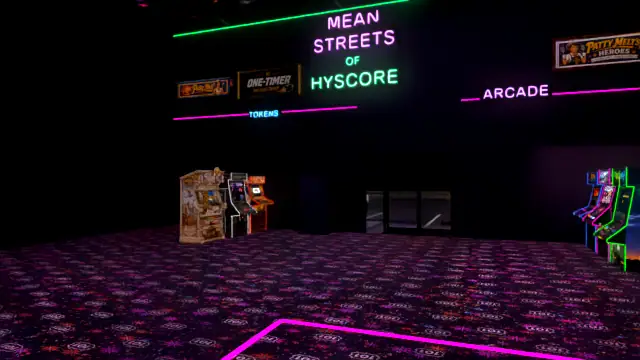 MEAN
STREETS
OF
HYSCORE
ONE-TIMER
TOKENS
ARCADE
PATTY MELT'S
HEROES